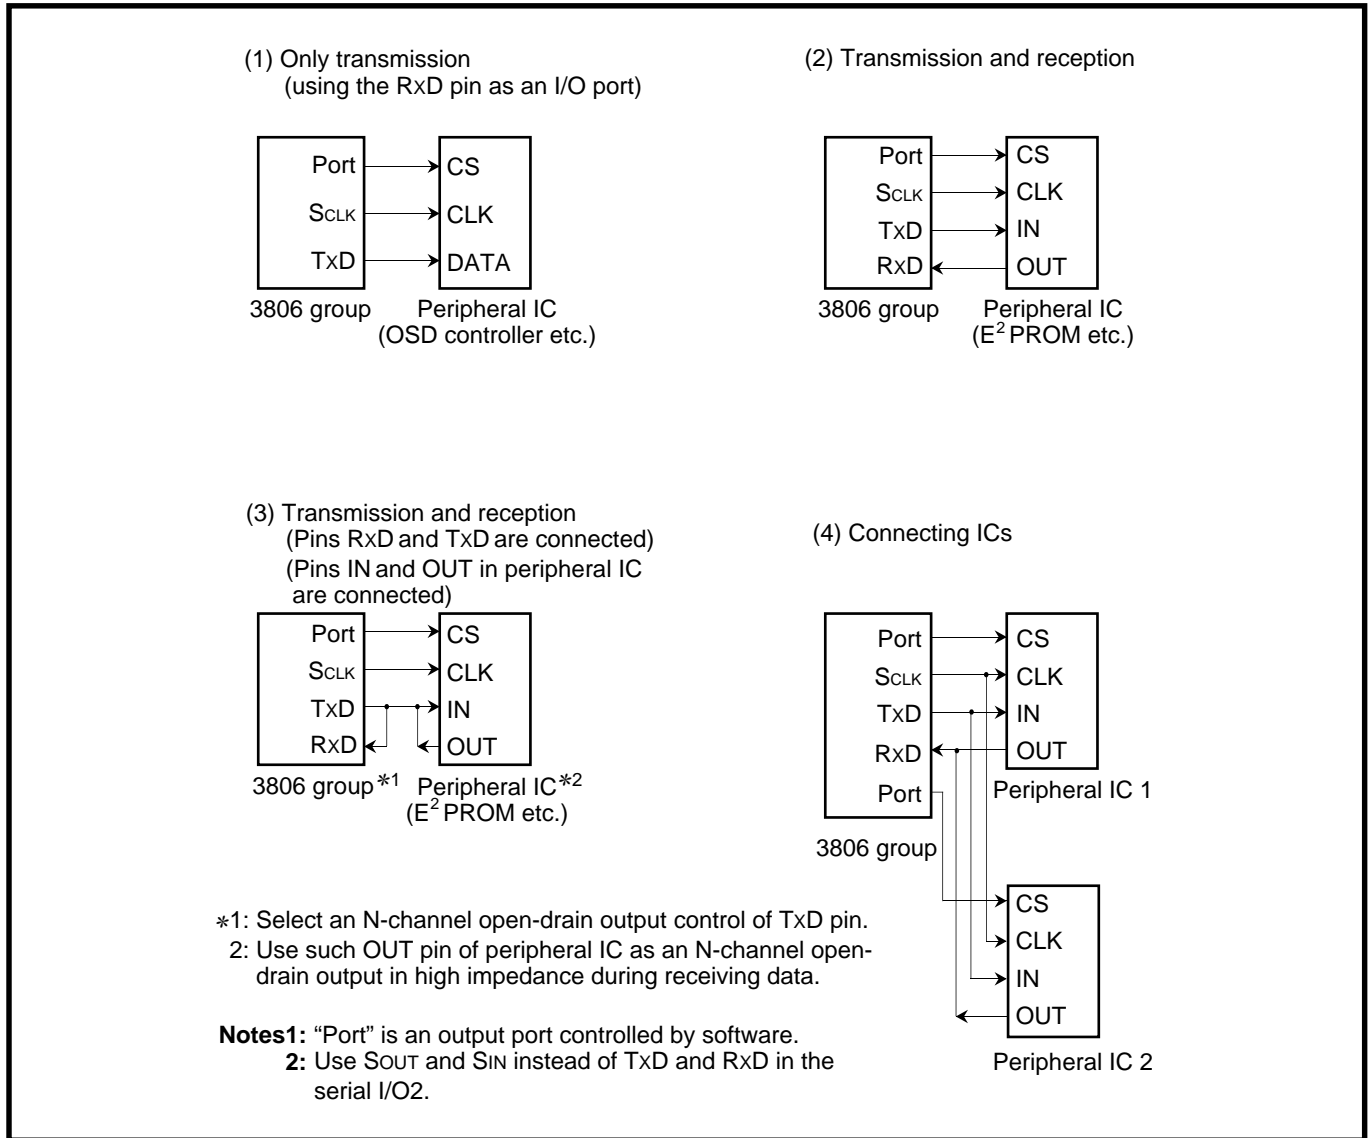 (1) Only transmission
(using the RXD pin as an I/O port)
Port
SCLK
TXD
CS
CLK
DATA
3806 group
Peripheral IC
(OSD controller etc.)
(2) Transmission and reception
Port
SCLK
TXD
RXD
CS
CLK
IN
OUT
3806 group
Peripheral IC
(E² PROM etc.)
(3) Transmission and reception
(Pins RXD and TXD are connected)
(Pins IN and OUT in peripheral IC
are connected)
Port
SCLK
TXD
RXD
CS
CLK
IN
OUT
3806 group*1
Peripheral IC*2
(E² PROM etc.)
(4) Connecting ICs
Port
SCLK
TXD
RXD
Port
CS
CLK
IN
OUT
Peripheral IC 1
3806 group
CS
CLK
IN
OUT
Peripheral IC 2
*1: Select an N-channel open-drain output control of TXD pin.
2: Use such OUT pin of peripheral IC as an N-channel open-
drain output in high impedance during receiving data.
Notes1: “Port” is an output port controlled by software.
2: Use SOUT and SIN instead of TXD and RXD in the
serial I/O2.